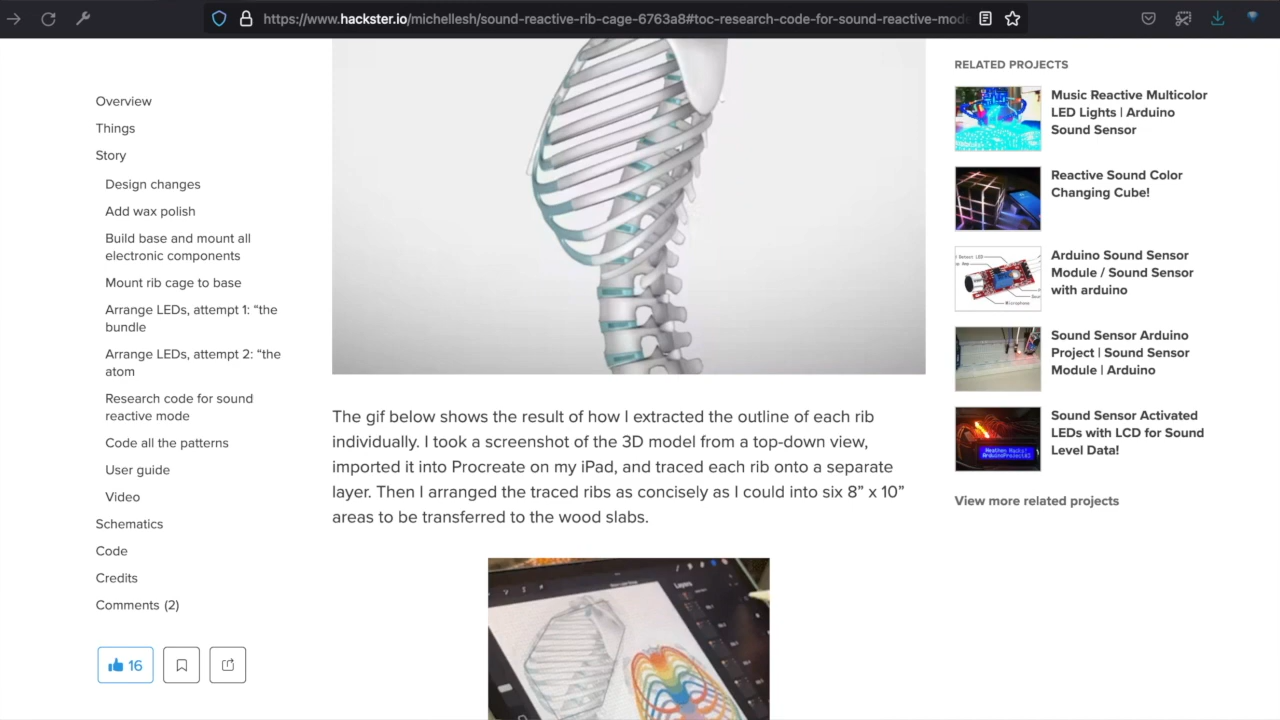 https://www.hackster.io/michellesh/sound-reactive-rib-cage-6763a8#toc-research-code-for-sound-reactive-mode
Overview
Things
Story
Design changes
Add wax polish
Build base and mount all
electronic components
Mount rib cage to base
Arrange LEDs, attempt 1: “the
bundle
Arrange LEDs, attempt 2: “the
atom
Research code for sound
reactive mode
Code all the patterns
User guide
Video
Schematics
Code
Credits
Comments (2)
16
The gif below shows the result of how I extracted the outline of each rib
individually. I took a screenshot of the 3D model from a top-down view,
imported it into Procreate on my iPad, and traced each rib onto a separate
layer. Then I arranged the traced ribs as concisely as I could into six 8” x 10”
areas to be transferred to the wood slabs.
Layers
RELATED PROJECTS
Music Reactive Multicolor
LED Lights | Arduino
Sound Sensor
Reactive Sound Color
Changing Cube!
Arduino Sound Sensor
Module / Sound Sensor
with arduino
Microphone
Sound Sensor Arduino
Project | Sound Sensor
Module | Arduino
Sound Sensor Activated
LEDs with LCD for Sound
Level Data!
View more related projects